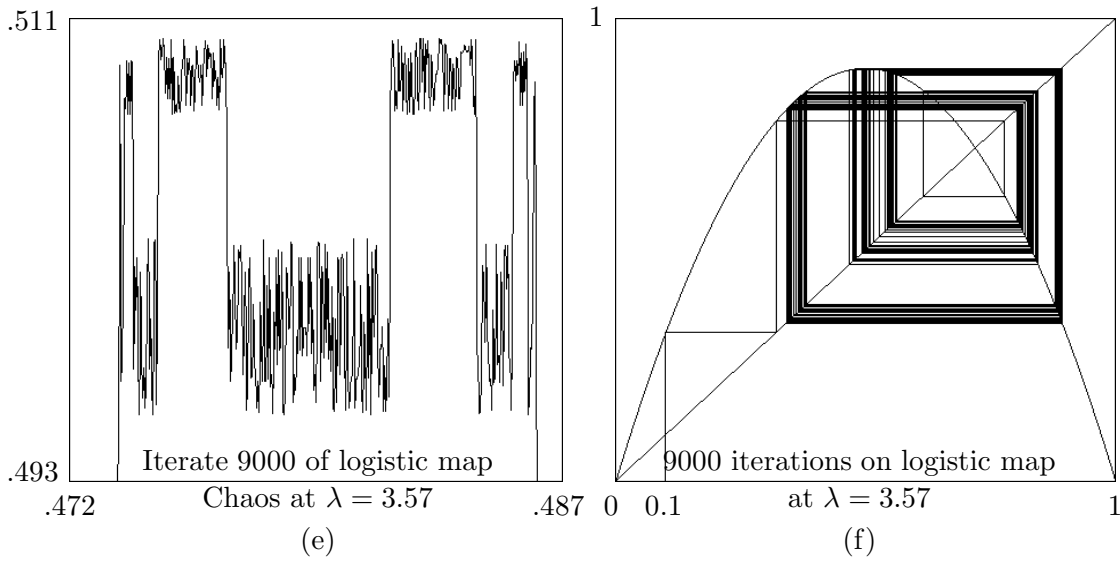 .511
Iterate 9000 of logistic map
.493
Chaos at λ = 3.57
.472
.487
(e)
1
9000 iterations on logistic map
0
0.1
at λ = 3.57
1
(f)